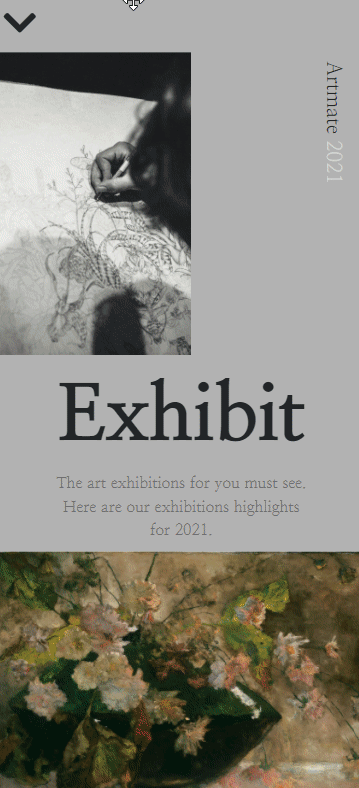 Artmate 2021
Exhibit
The art exhibitions for you must see.
Here are our exhibitions highlights
for 2021.